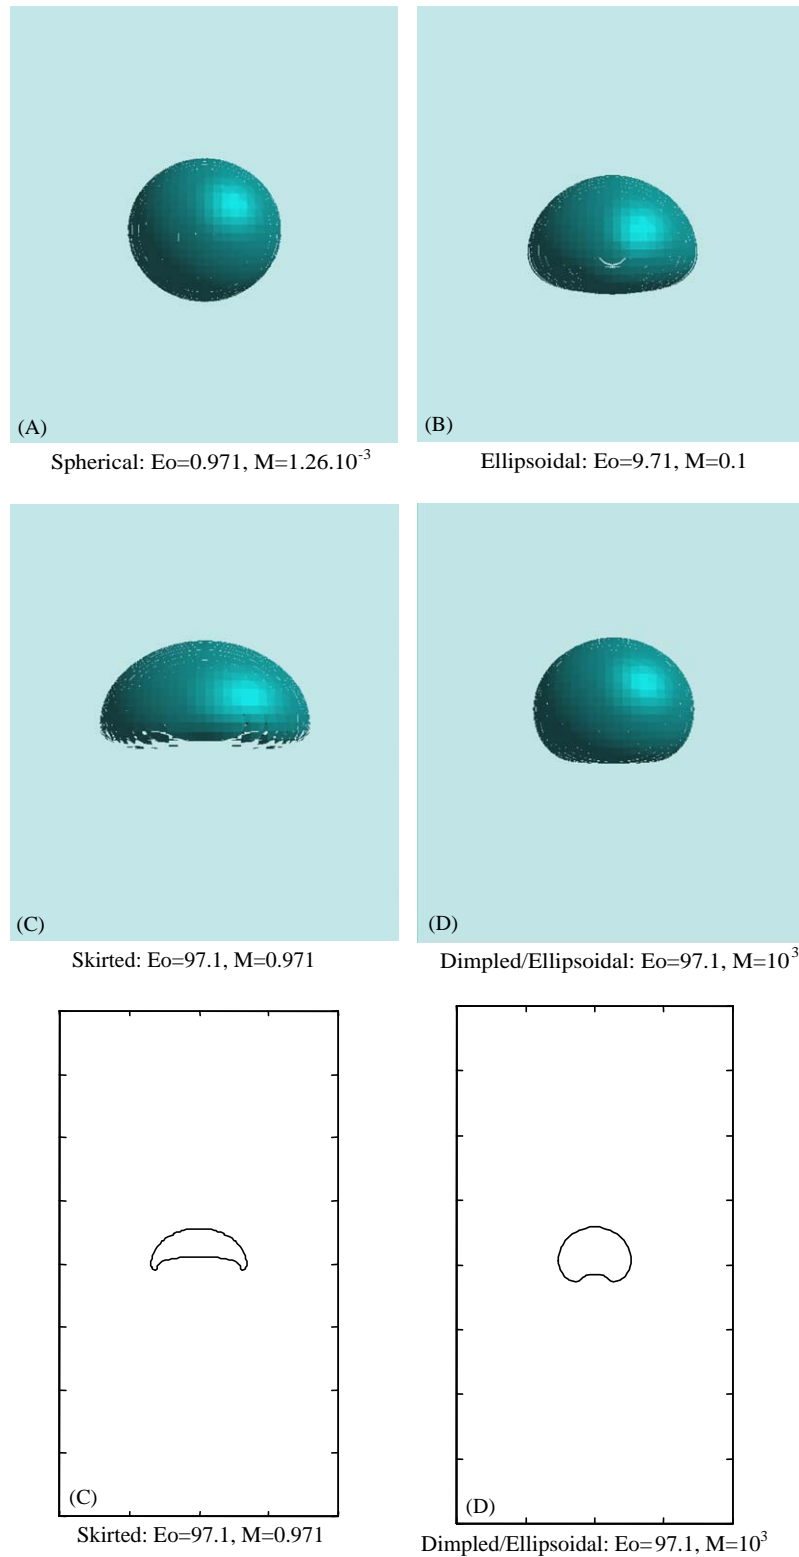 (A)
Spherical: Eo=0.971, M=1.26.10⁻³
(B)
Ellipsoidal: Eo=9.71, M=0.1
(C)
Skirted: Eo=97.1, M=0.971
(D)
Dimpled/Ellipsoidal: Eo=97.1, M=10³
(C)
Skirted: Eo=97.1, M=0.971
(D)
Dimpled/Ellipsoidal: Eo=97.1, M=10³